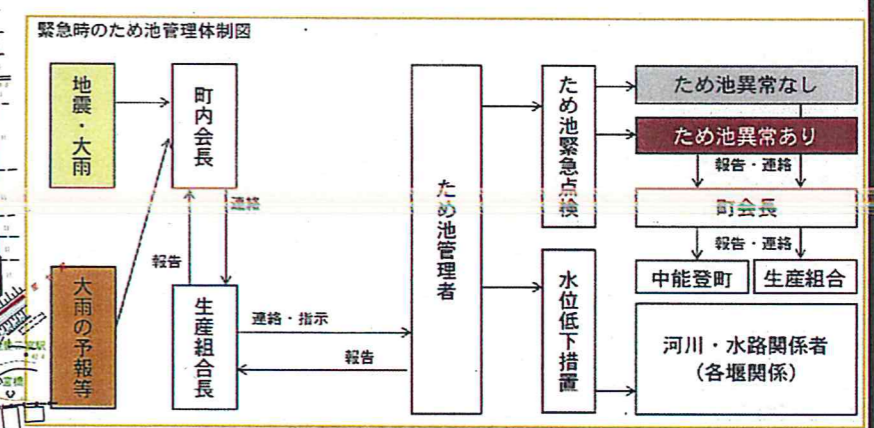 緊急時のため池管理体制図
地震・大雨
町内会長
ため池管理者
ため池緊急点検
ため池異常なし
ため池異常あり
報告・連絡
町会長
報告・連絡
中能登町
生産組合
連絡
報告
大雨の予報等
生産組合長
連絡・指示
報告
水位低下措置
河川・水路関係者
（各堰関係）